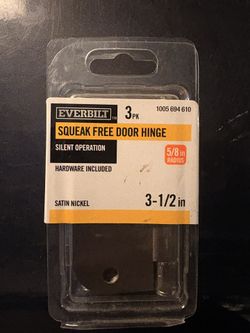 EVERBILT™ 3PK 1005 694 610
SQUEAK FREE DOOR HINGE
SILENT OPERATION
5/8 in
RADIUS
HARDWARE INCLUDED
SATIN NICKEL 3-1/2 in